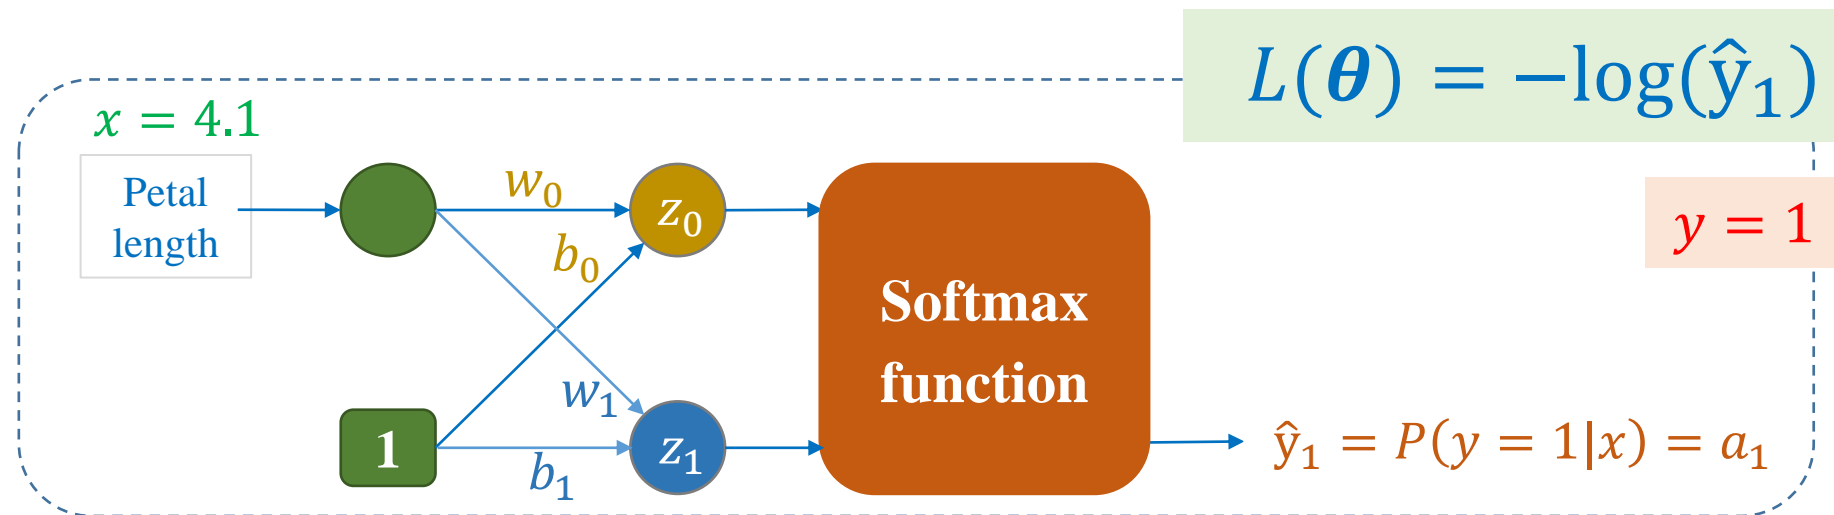 L(θ) = −log(ŷ₁)
x = 4.1
Petal
length
w₀
z₀
b₀
y = 1
Softmax
function
w₁
1
z₁
b₁
ŷ₁ = P(y = 1|x) = a₁